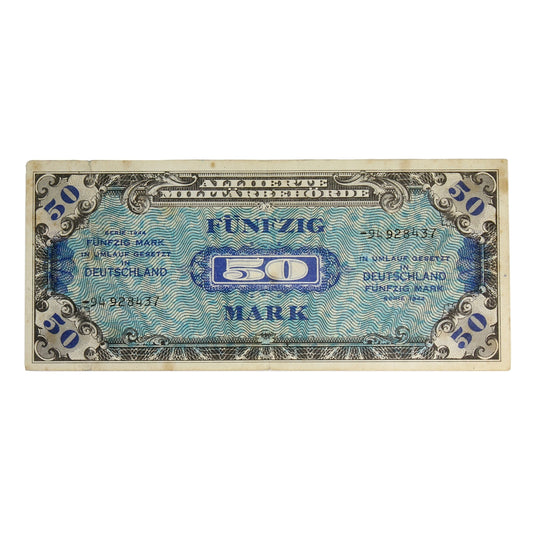 ALLIIERTE
MILITÄRBEHÖRDE
50
50
SERIE 1944
FÜNFZIG MARK
IN UMLAUF GESETZT
IN
DEUTSCHLAND
-94928437
FÜNFZIG
50
MARK
-94928437
IN UMLAUF GESETZT
IN
DEUTSCHLAND
FÜNFZIG MARK
SERIE 1944
50
50